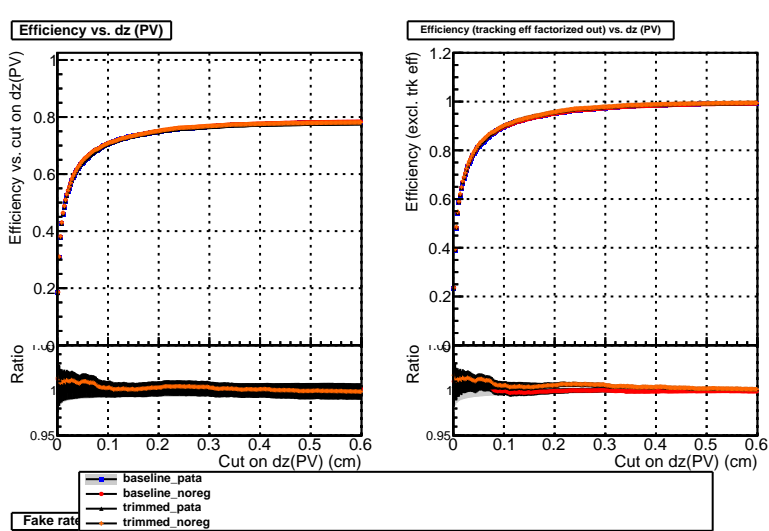 Efficiency vs. dz (PV)
Efficiency vs. cut on dz(PV)
1
0.8
0.6
0.4
0.2
0
Ratio
1
0.95
0 0.1 0.2 0.3 0.4 0.5 0.6
Cut on dz(PV) (cm)
Efficiency (tracking eff factorized out) vs. dz (PV)
Efficiency (excl. trk eff)
1.2
1
0.8
0.6
0.4
0.2
0
Ratio
1
0.95
0 0.1 0.2 0.3 0.4 0.5 0.6
Cut on dz(PV) (cm)
baseline_pata
baseline_noreg
trimmed_pata
trimmed_noreg
Fake rate